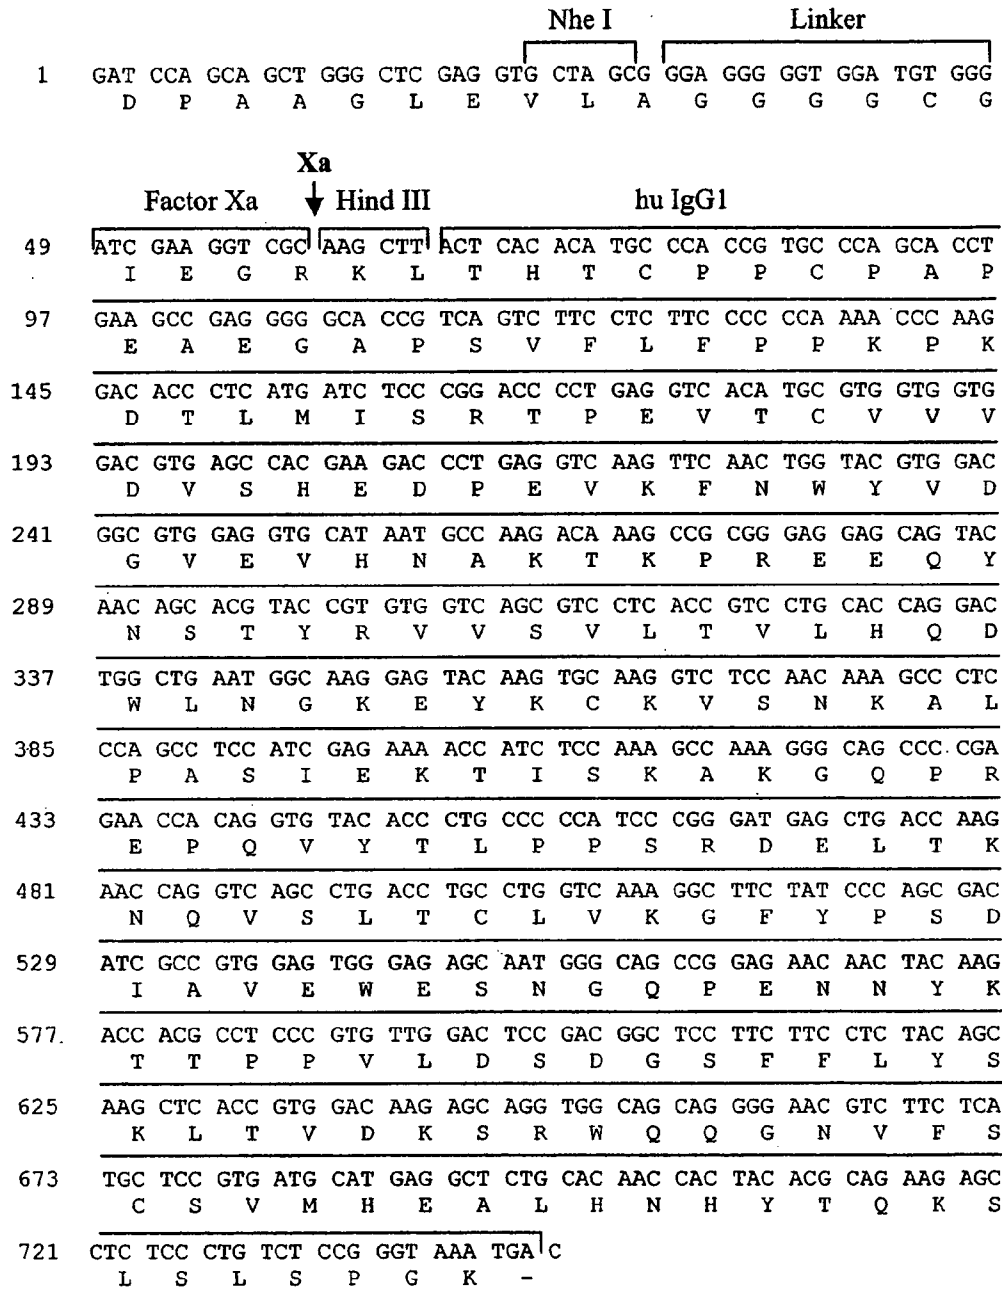 Nhe I Linker
1 GAT CCA GCA GCT GGG CTC GAG GTG CTA GCG GGA GGG GGT GGA TGT GGG
D P A A G L E V L A G G G G C G
Xa
Factor Xa Hind III hu IgG1
49 ATC GAA GGT CGC AAG CTT ACT CAC ACA TGC CCA CCG TGC CCA GCA CCT
I E G R K L T H T C P P C P A P
97 GAA GCC GAG GGG GCA CCG TCA GTC TTC CTC TTC CCC CCA AAA CCC AAG
E A E G A P S V F L F P P K P K
145 GAC ACC CTC ATG ATC TCC CGG ACC CCT GAG GTC ACA TGC GTG GTG GTG
D T L M I S R T P E V T C V V V
193 GAC GTG AGC CAC GAA GAC CCT GAG GTC AAG TTC AAC TGG TAC GTG GAC
D V S H E D P E V K F N W Y V D
241 GGC GTG GAG GTG CAT AAT GCC AAG ACA AAG CCG CGG GAG GAG CAG TAC
G V E V H N A K T K P R E E Q Y
289 AAC AGC ACG TAC CGT GTG GTC AGC GTC CTC ACC GTC CTG CAC CAG GAC
N S T Y R V V S V L T V L H Q D
337 TGG CTG AAT GGC AAG GAG TAC AAG TGC AAG GTC TCC AAC AAA GCC CTC
W L N G K E Y K C K V S N K A L
385 CCA GCC TCC ATC GAG AAA ACC ATC TCC AAA GCC AAA GGG CAG CCC CGA
P A S I E K T I S K A K G Q P R
433 GAA CCA CAG GTG TAC ACC CTG CCC CCA TCC CGG GAT GAG CTG ACC AAG
E P Q V Y T L P P S R D E L T K
481 AAC CAG GTC AGC CTG ACC TGC CTG GTC AAA GGC TTC TAT CCC AGC GAC
N Q V S L T C L V K G F Y P S D
529 ATC GCC GTG GAG TGG GAG AGC AAT GGG CAG CCG GAG AAC AAC TAC AAG
I A V E W E S N G Q P E N N Y K
577 ACC ACG CCT CCC GTG TTG GAC TCC GAC GGC TCC TTC TTC CTC TAC AGC
T T P P V L D S D G S F F L Y S
625 AAG CTC ACC GTG GAC AAG AGC AGG TGG CAG CAG GGG AAC GTC TTC TCA
K L T V D K S R W Q Q G N V F S
673 TGC TCC GTG ATG CAT GAG GCT CTG CAC AAC CAC TAC ACG CAG AAG AGC
C S V M H E A L H N H Y T Q K S
721 CTC TCC CTG TCT CCG GGT AAA TGA C
L S L S P G K -